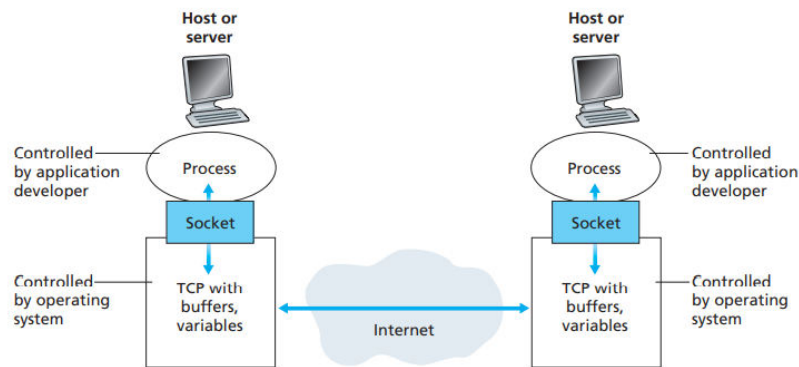 Host or
server
Host or
server
Controlled
by application
developer
Process
Process
Controlled
by application
developer
Socket
Socket
Controlled
by operating
system
TCP with
buffers,
variables
Internet
TCP with
buffers,
variables
Controlled
by operating
system